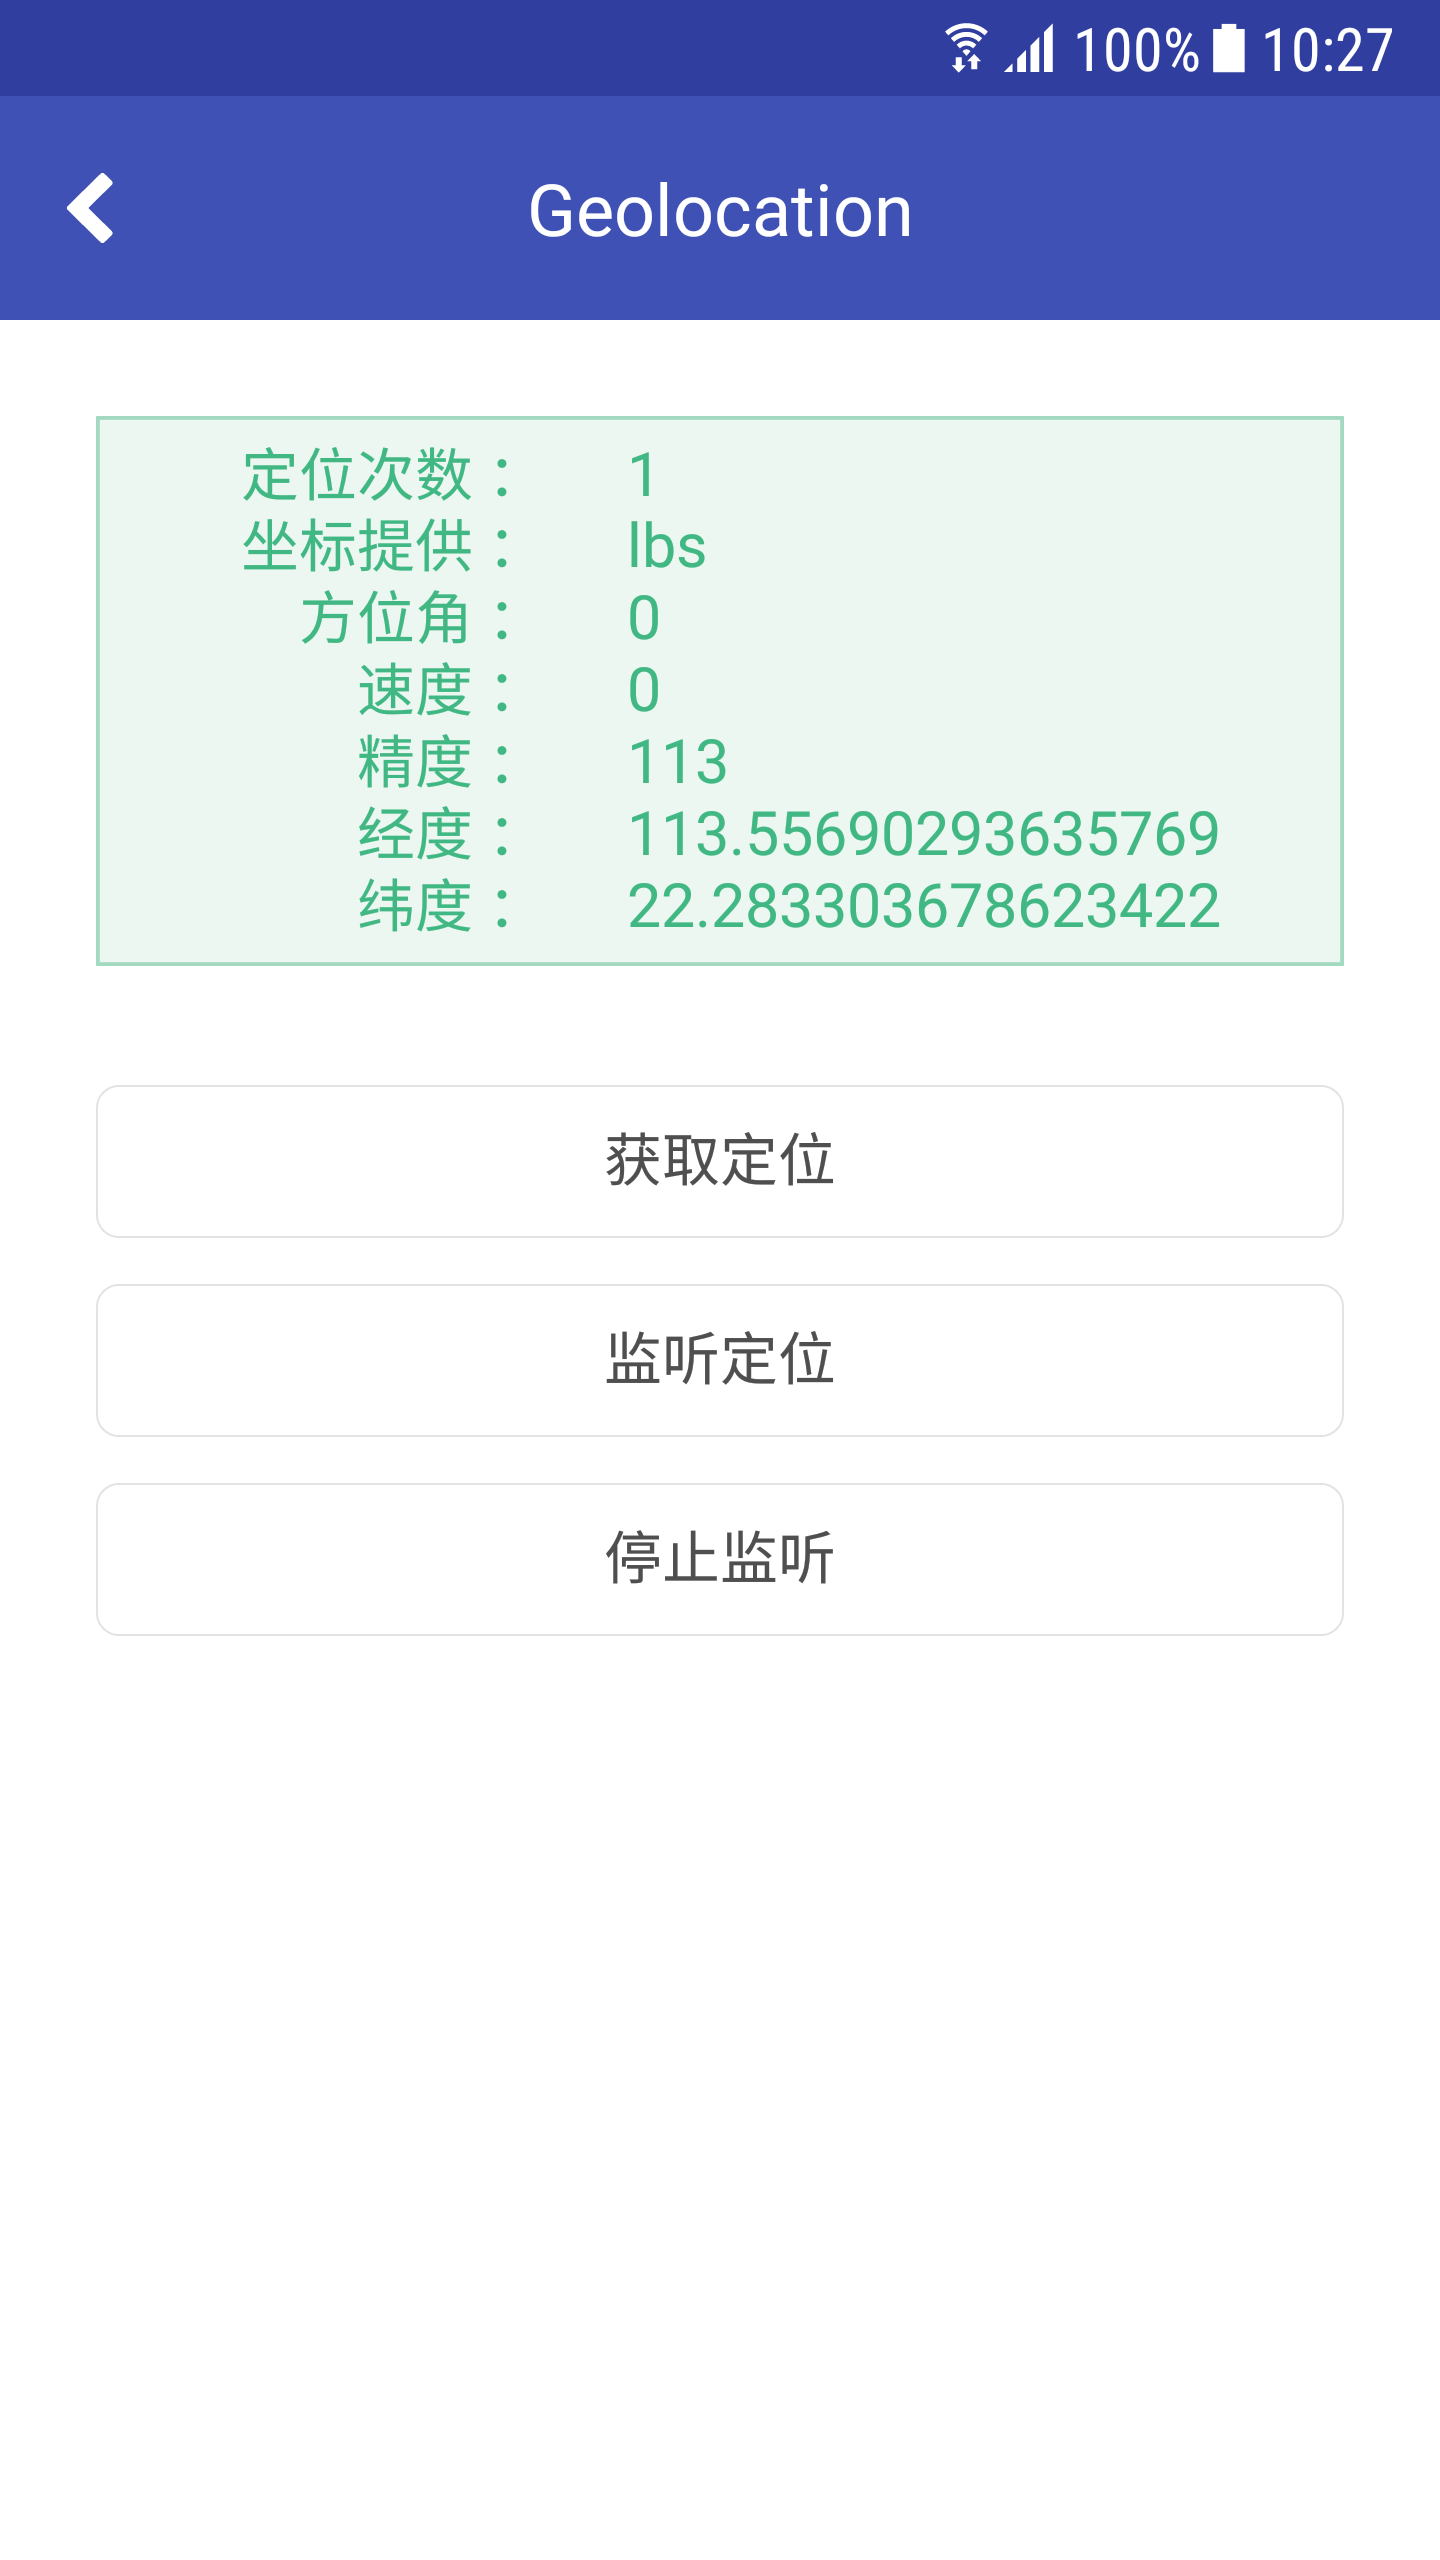 100% 10:27
Geolocation
定位次数： 1
坐标提供： lbs
方位角： 0
速度： 0
精度： 113
经度： 113.55690293635769
纬度： 22.283303678623422
获取定位
监听定位
停止监听